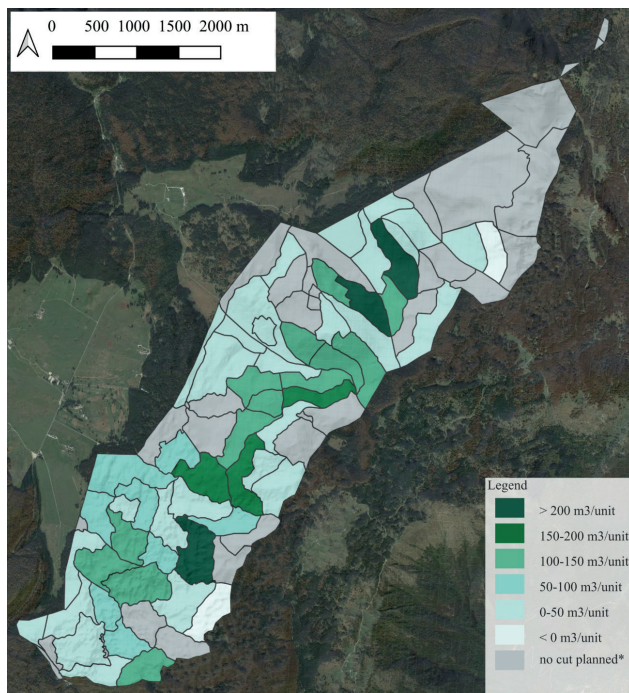 0 500 1000 1500 2000 m
Legend
> 200 m3/unit
150-200 m3/unit
100-150 m3/unit
50-100 m3/unit
0-50 m3/unit
< 0 m3/unit
no cut planned*